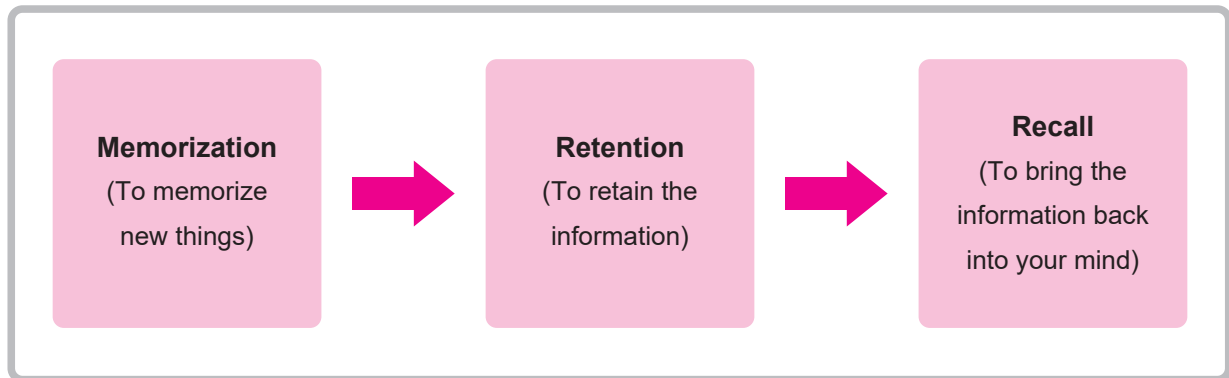 Memorization
(To memorize
new things)
Retention
(To retain the
information)
Recall
(To bring the
information back
into your mind)